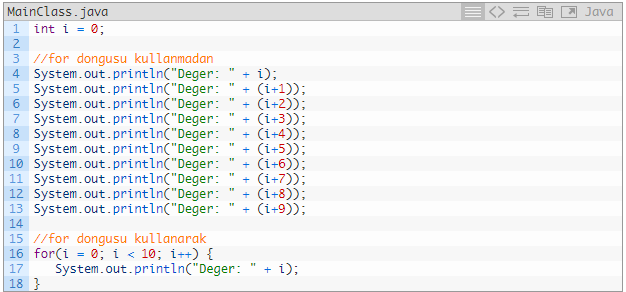 MainClass.java Java
1 int i = 0;
2
3 //for dongusu kullanmadan
4 System.out.println("Deger: " + i);
5 System.out.println("Deger: " + (i+1));
6 System.out.println("Deger: " + (i+2));
7 System.out.println("Deger: " + (i+3));
8 System.out.println("Deger: " + (i+4));
9 System.out.println("Deger: " + (i+5));
10 System.out.println("Deger: " + (i+6));
11 System.out.println("Deger: " + (i+7));
12 System.out.println("Deger: " + (i+8));
13 System.out.println("Deger: " + (i+9));
14
15 //for dongusu kullanarak
16 for(i = 0; i < 10; i++) {
17    System.out.println("Deger: " + i);
18 }